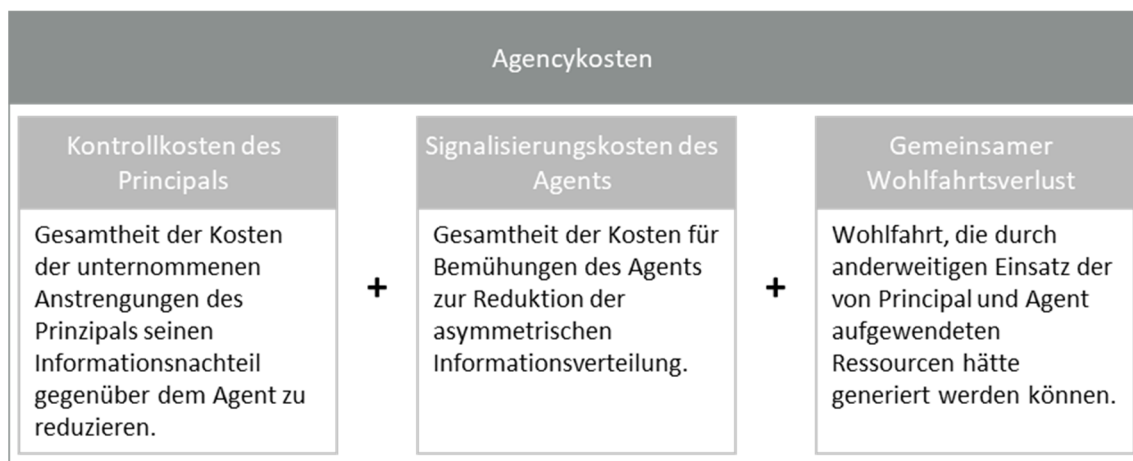 Agencykosten
Kontrollkosten des
Principals
Gesamtheit der Kosten
der unternommenen
Anstrengungen des
Prinzipals seinen
Informationsnachteil
gegenüber dem Agent zu
reduzieren.
+
Signalisierungskosten des
Agents
Gesamtheit der Kosten für
Bemühungen des Agents
zur Reduktion der
asymmetrischen
Informationsverteilung.
+
Gemeinsamer
Wohlfahrtsverlust
Wohlfahrt, die durch
anderweitigen Einsatz der
von Principal und Agent
aufgewendeten
Ressourcen hätte
generiert werden können.